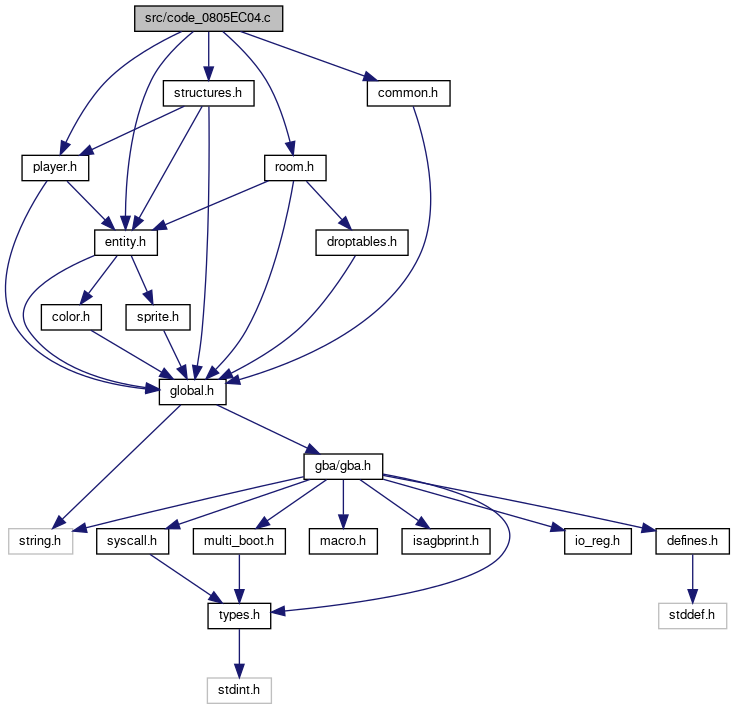 src/code_0805EC04.c
structures.h
common.h
player.h
room.h
entity.h
droptables.h
color.h
sprite.h
global.h
gba/gba.h
string.h
syscall.h
multi_boot.h
macro.h
isagbprint.h
io_reg.h
defines.h
types.h
stddef.h
stdint.h